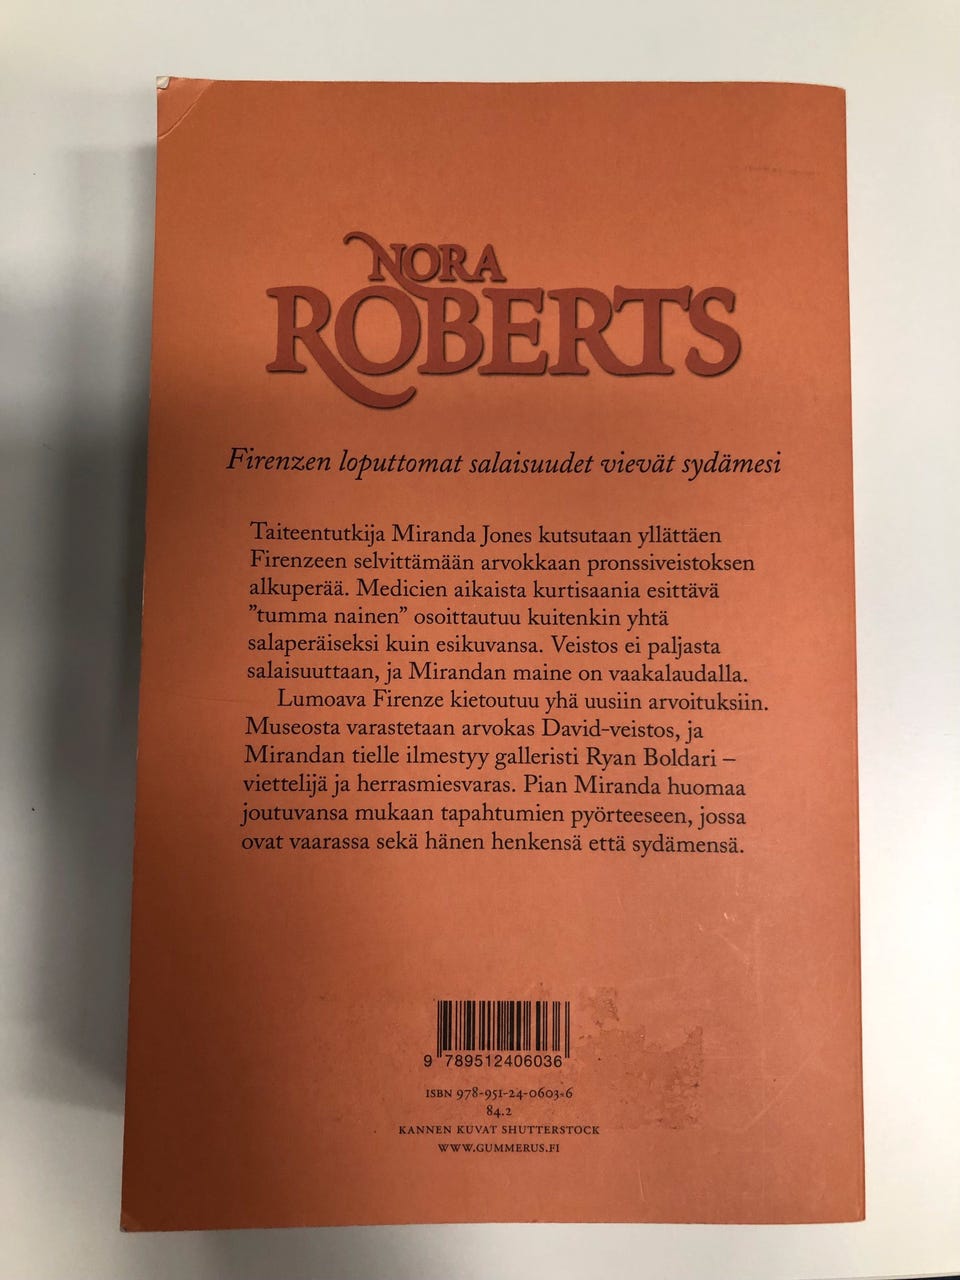 NORA
ROBERTS
Firenzen loputtomat salaisuudet vievät sydämesi
Taiteentutkija Miranda Jones kutsutaan yllättäen
Firenzeen selvittämään arvokkaan pronssiveistoksen
alkuperää. Medicien aikaista kurtisaania esittävä
”tumma nainen” osoittautuu kuitenkin yhtä
salaperäiseksi kuin esikuvansa. Veistos ei paljasta
salaisuuttaan, ja Mirandan maine on vaakalaudalla.
Lumoava Firenze kietoutuu yhä uusiin arvoituksiin.
Museosta varastetaan arvokas David-veistos, ja
Mirandan tielle ilmestyy galleristi Ryan Boldari –
viettelijä ja herrasmiesvaras. Pian Miranda huomaa
joutuvansa mukaan tapahtumien pyörteeseen, jossa
ovat vaarassa sekä hänen henkensä että sydämensä.
9 789512406036
ISBN 978-951-24-0603-6
84.2
KANNEN KUVAT SHUTTERSTOCK
WWW.GUMMERUS.FI